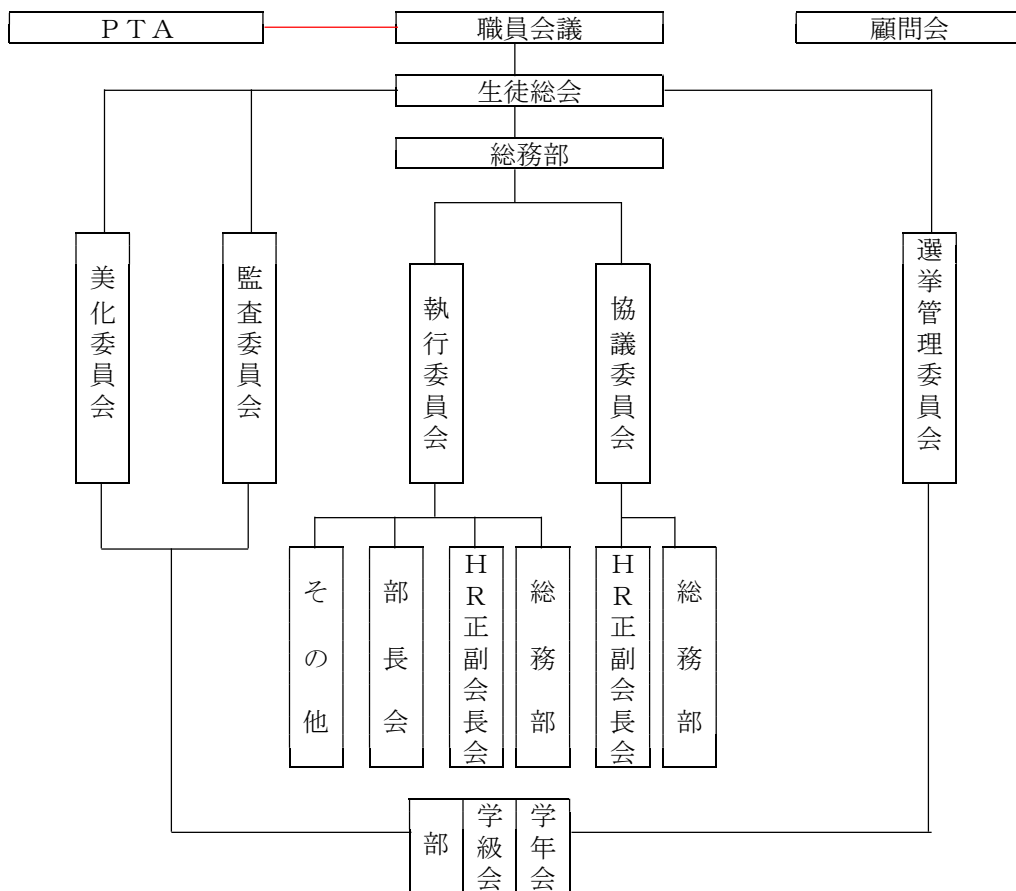 ＰＴＡ
職員会議
顧問会
生徒総会
総務部
美化委員会
監査委員会
執行委員会
協議委員会
選挙管理委員会
その他
部長会
ＨＲ正副会長会
総務部
ＨＲ正副会長会
総務部
部
学級会
学年会